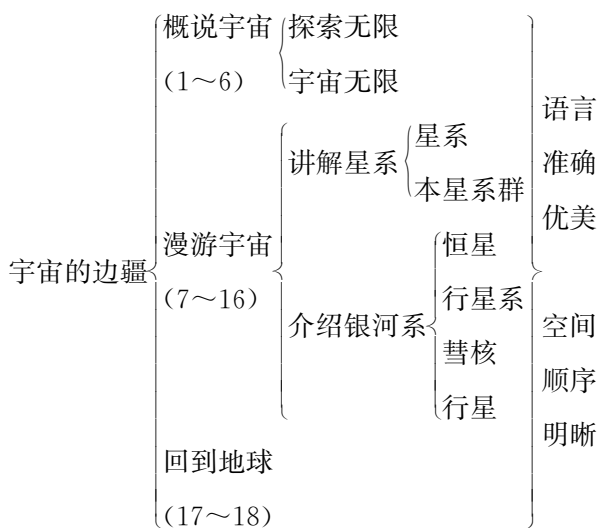 宇宙的边疆
概说宇宙
(1～6)
探索无限
宇宙无限
漫游宇宙
(7～16)
讲解星系
星系
本星系群
介绍银河系
恒星
行星系
彗核
行星
回到地球
(17～18)
语言
准确
优美
空间
顺序
明晰